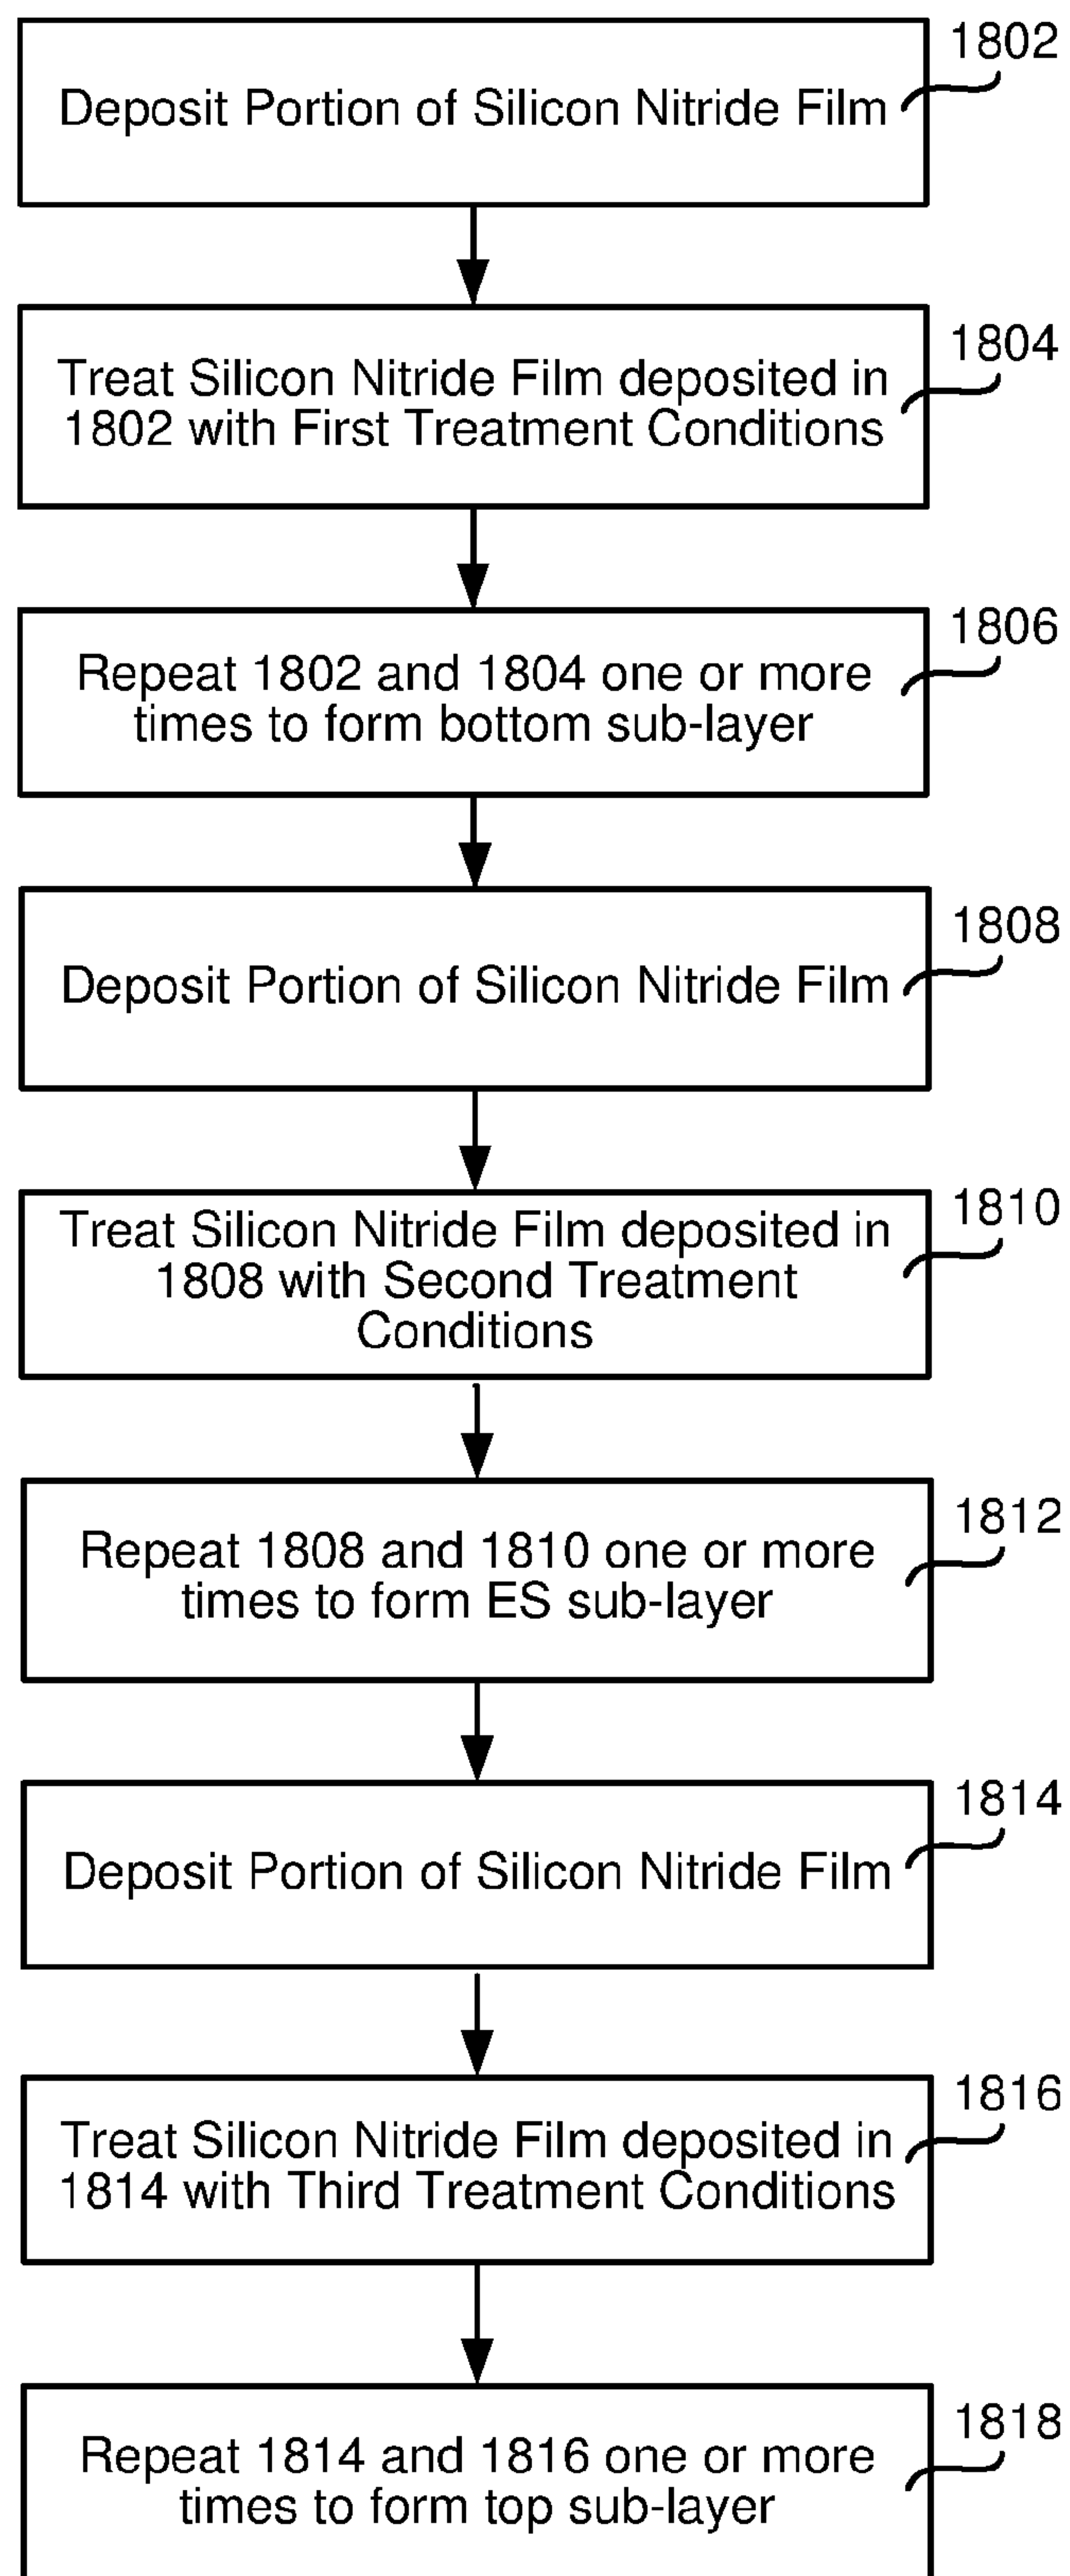 1802
Deposit Portion of Silicon Nitride Film
1804
Treat Silicon Nitride Film deposited in
1802 with First Treatment Conditions
1806
Repeat 1802 and 1804 one or more
times to form bottom sub-layer
1808
Deposit Portion of Silicon Nitride Film
1810
Treat Silicon Nitride Film deposited in
1808 with Second Treatment
Conditions
1812
Repeat 1808 and 1810 one or more
times to form ES sub-layer
1814
Deposit Portion of Silicon Nitride Film
1816
Treat Silicon Nitride Film deposited in
1814 with Third Treatment Conditions
1818
Repeat 1814 and 1816 one or more
times to form top sub-layer